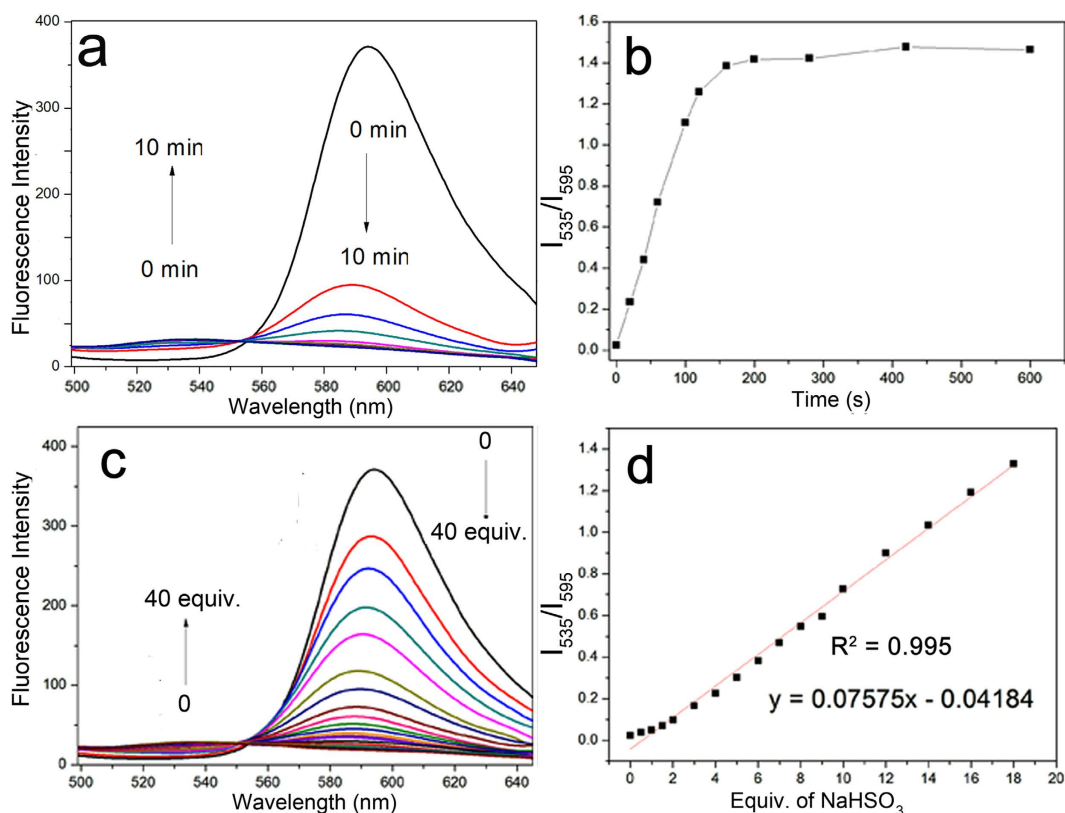 a
400
300
200
100
0
Fluorescence Intensity
10 min
0 min
0 min
10 min
500 520 540 560 580 600 620 640
Wavelength (nm)
b
1.6
1.4
1.2
1.0
0.8
0.6
0.4
0.2
0.0
I535/I595
0 100 200 300 400 500 600
Time (s)
c
400
300
200
100
0
Fluorescence Intensity
0
40 equiv.
40 equiv.
0
500 520 540 560 580 600 620 640
Wavelength (nm)
d
1.4
1.2
1.0
0.8
0.6
0.4
0.2
0.0
I535/I595
R² = 0.995
y = 0.07575x - 0.04184
0 2 4 6 8 10 12 14 16 18 20
Equiv. of NaHSO3